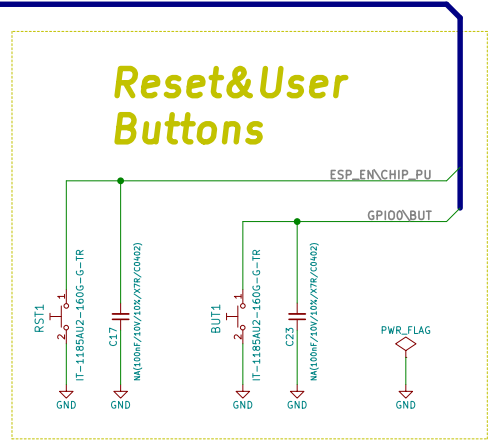 Reset&User
Buttons
ESP_EN\CHIP_PU
GPIO0\BUT
RST1
1
2
IT-1185AU2-160G-G-TR
C17
NA(100nF/10V/10%/X7R/C0402)
BUT1
1
2
IT-1185AU2-160G-G-TR
C23
NA(100nF/10V/10%/X7R/C0402)
PWR_FLAG
GND
GND
GND
GND
GND